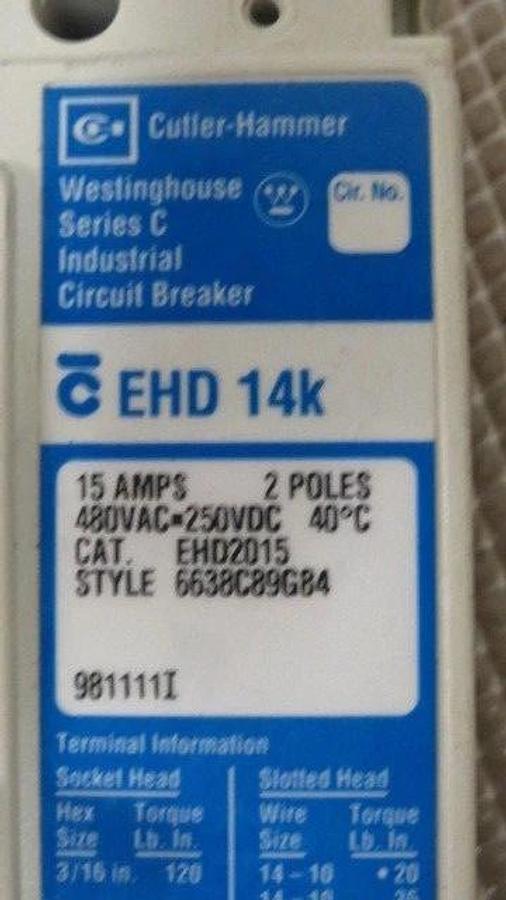 Cutler-Hammer
Westinghouse
Series C
Industrial
Circuit Breaker
Cir. No.
C EHD 14k
15 AMPS 2 POLES
480VAC▪250VDC 40°C
CAT. EHD2015
STYLE 6638C89G84
981111I
Terminal Information
Socket Head Slotted Head
Hex Torque Wire Torque
Size Lb. In. Size Lb. In.
3/16 in. 120 14-10 • 20
14-10